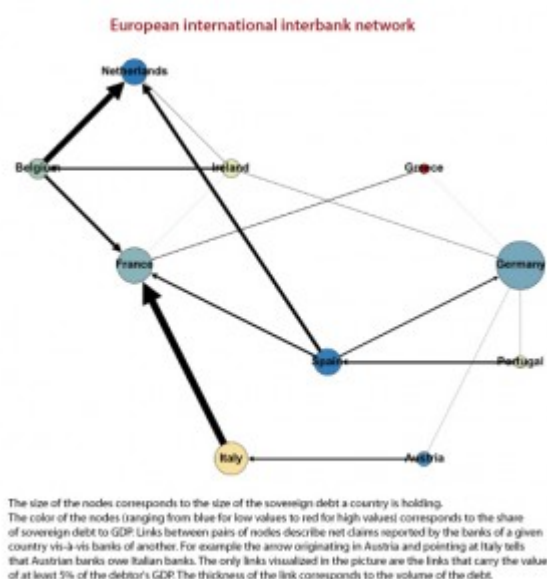 European international interbank network
Netherlands
Belgium
Ireland
Greece
France
Germany
Spain
Portugal
Italy
Austria
The size of the nodes corresponds to the size of the sovereign debt a country is holding.
The color of the nodes (ranging from blue for low values to red for high values) corresponds to the share
of sovereign debt to GDP. Links between pairs of nodes describe net claims reported by the banks of a given
country vis-à-vis banks of another. For example the arrow originating in Austria and pointing at Italy tells
that Austrian banks owe Italian banks. The only links visualized in the picture are the links that carry the value
of at least 5% of the debtor's GDP. The thickness of the link corresponds to the volume of the debt.